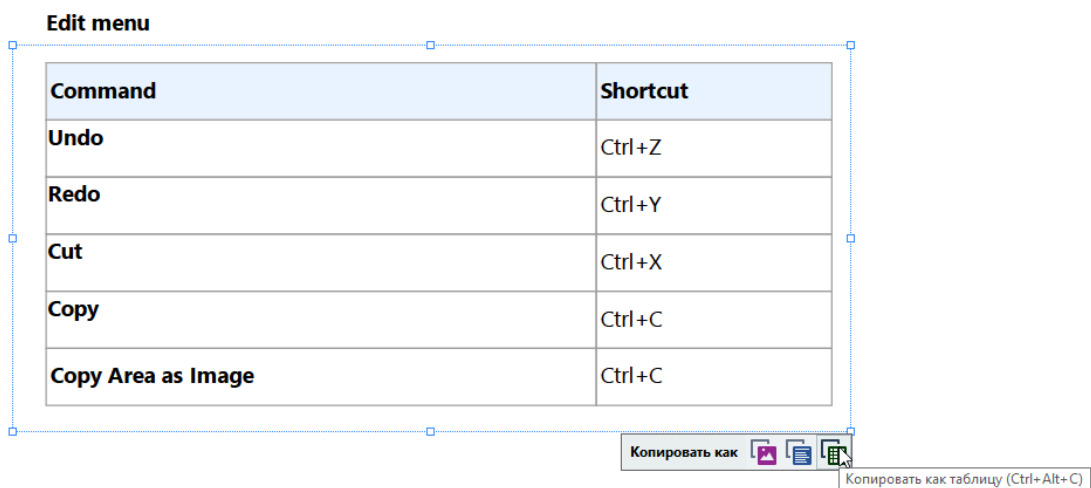 Edit menu
Command Shortcut
Undo Ctrl+Z
Redo Ctrl+Y
Cut Ctrl+X
Copy Ctrl+C
Copy Area as Image Ctrl+C
Копировать как
Копировать как таблицу (Ctrl+Alt+C)